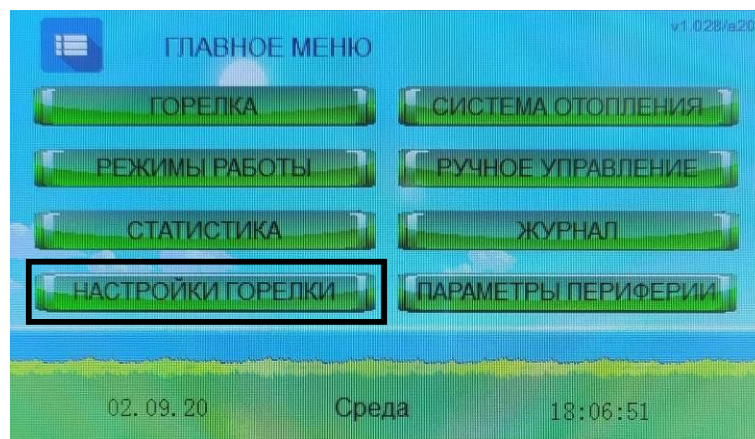 v1.028/a20
ГЛАВНОЕ МЕНЮ
ГОРЕЛКА
СИСТЕМА ОТОПЛЕНИЯ
РЕЖИМЫ РАБОТЫ
РУЧНОЕ УПРАВЛЕНИЕ
СТАТИСТИКА
ЖУРНАЛ
НАСТРОЙКИ ГОРЕЛКИ
ПАРАМЕТРЫ ПЕРИФЕРИИ
02.09.20
Среда
18:06:51